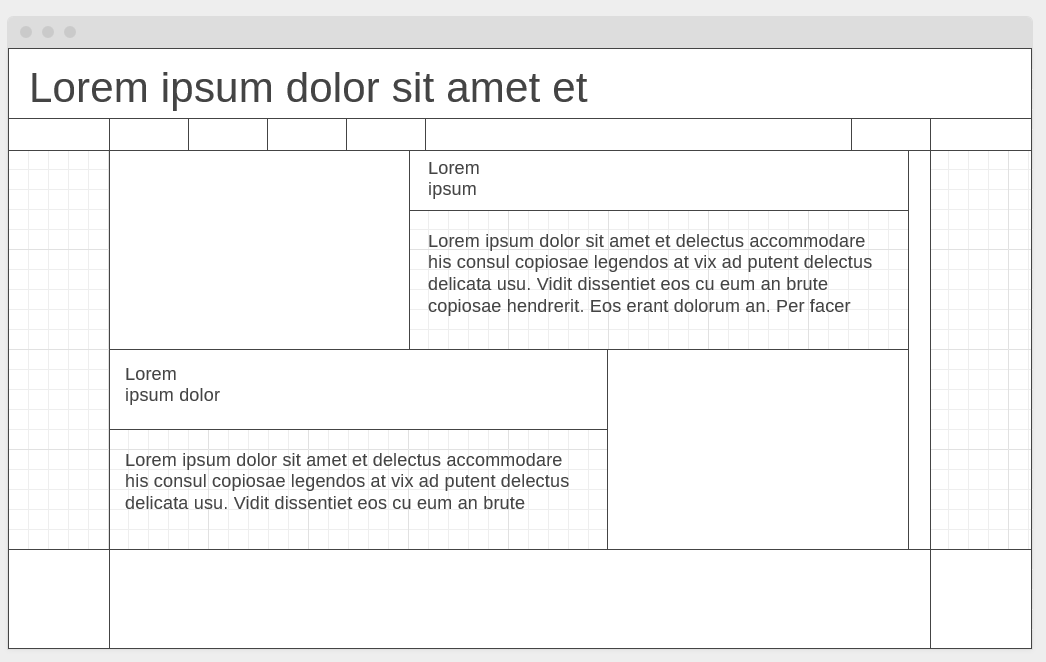 Lorem ipsum dolor sit amet et
Lorem
ipsum
Lorem ipsum dolor sit amet et delectus accommodare
his consul copiosae legendos at vix ad putent delectus
delicata usu. Vidit dissentiet eos cu eum an brute
copiosae hendrerit. Eos erant dolorum an. Per facer
Lorem
ipsum dolor
Lorem ipsum dolor sit amet et delectus accommodare
his consul copiosae legendos at vix ad putent delectus
delicata usu. Vidit dissentiet eos cu eum an brute